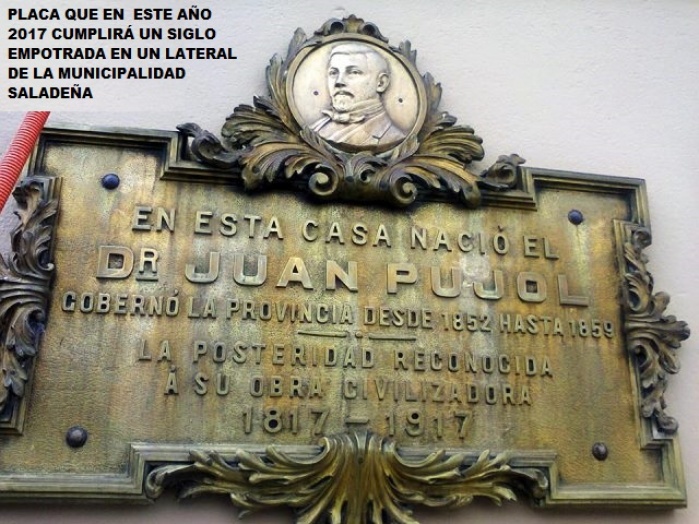 PLACA QUE EN ESTE AÑO
2017 CUMPLIRÁ UN SIGLO
EMPOTRADA EN UN LATERAL
DE LA MUNICIPALIDAD
SALADEÑA
EN ESTA CASA NACIÓ EL
DR JUAN PUJOL
GOBERNÓ LA PROVINCIA DESDE 1852 HASTA 1859
LA POSTERIDAD RECONOCIDA
Á SU OBRA CIVILIZADORA
1817 - 1917